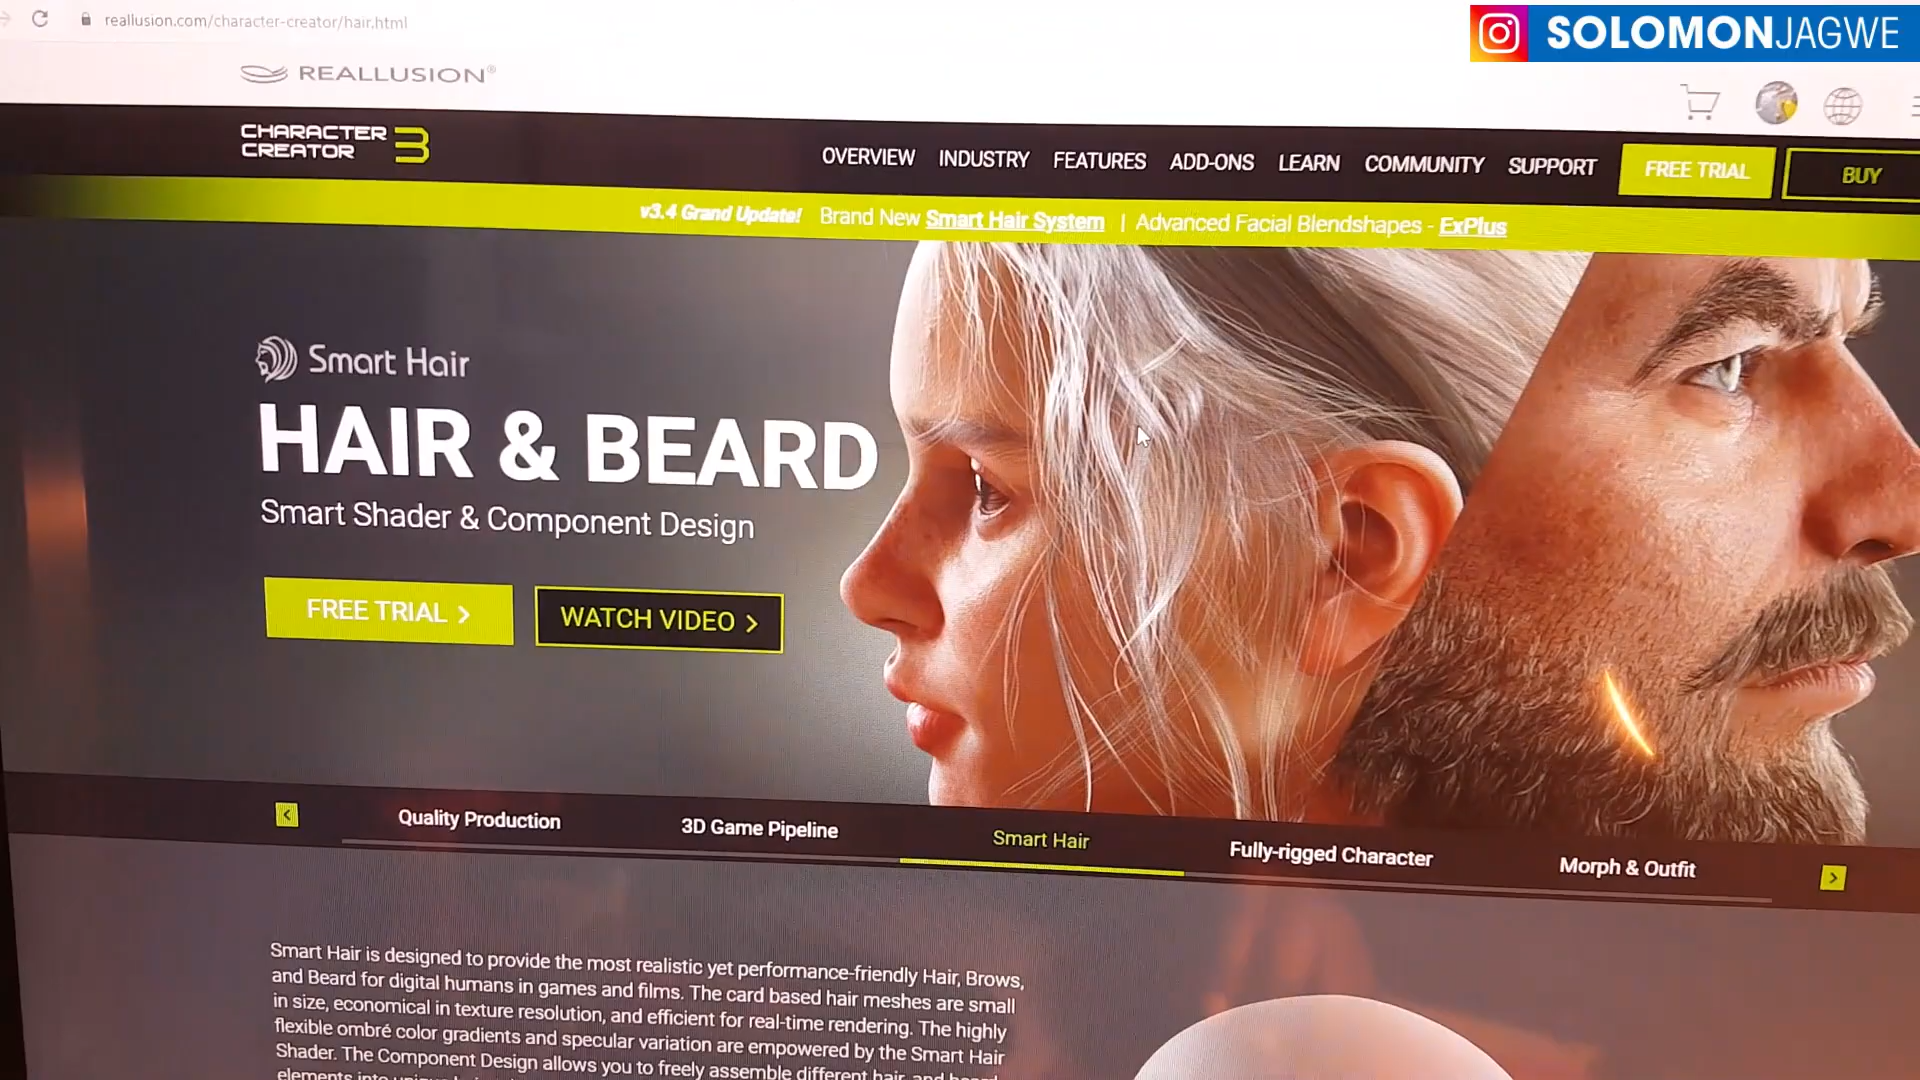 reallusion.com/character-creator/hair.html
SOLOMONJAGWE
REALLUSION®
CHARACTER
CREATOR 3
OVERVIEW INDUSTRY FEATURES ADD-ONS LEARN COMMUNITY SUPPORT FREE TRIAL BUY
v3.4 Grand Update! Brand New Smart Hair System | Advanced Facial Blendshapes - ExPlus
Smart Hair
HAIR & BEARD
Smart Shader & Component Design
FREE TRIAL >
WATCH VIDEO >
< Quality Production 3D Game Pipeline Smart Hair Fully-rigged Character Morph & Outfit >
Smart Hair is designed to provide the most realistic yet performance-friendly Hair, Brows,
and Beard for digital humans in games and films. The card based hair meshes are small
in size, economical in texture resolution, and efficient for real-time rendering. The highly
flexible ombré color gradients and specular variation are empowered by the Smart Hair
Shader. The Component Design allows you to freely assemble different hair and
elements into